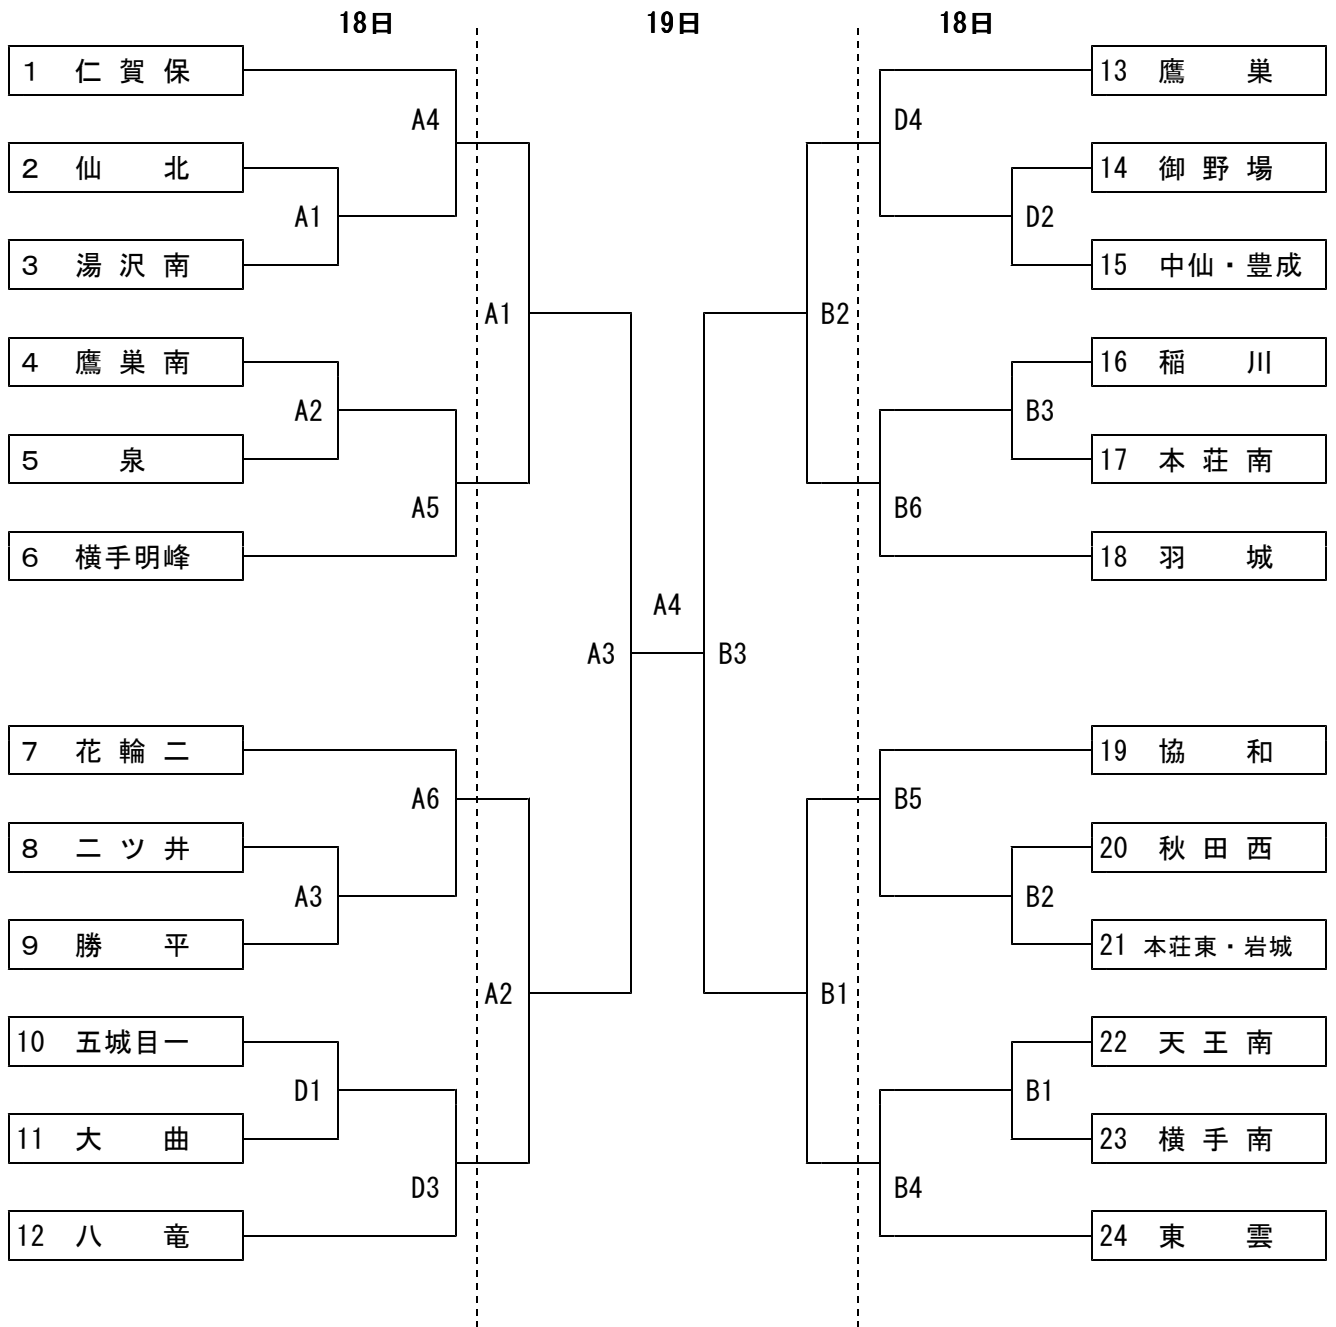 18日 19日 18日
1 仁賀保 13 鷹巣
A4 D4
2 仙北 14 御野場
A1 D2
3 湯沢南 15 中仙・豊成
A1 B2
4 鷹巣南 16 稲川
A2 B3
5 泉 17 本荘南
A5 B6
6 横手明峰 18 羽城
A4
A3 B3
7 花輪二 19 協和
A6 B5
8 二ツ井 20 秋田西
A3 B2
9 勝平 21 本荘東・岩城
A2 B1
10 五城目一 22 天王南
D1 B1
11 大曲 23 横手南
D3 B4
12 八竜 24 東雲